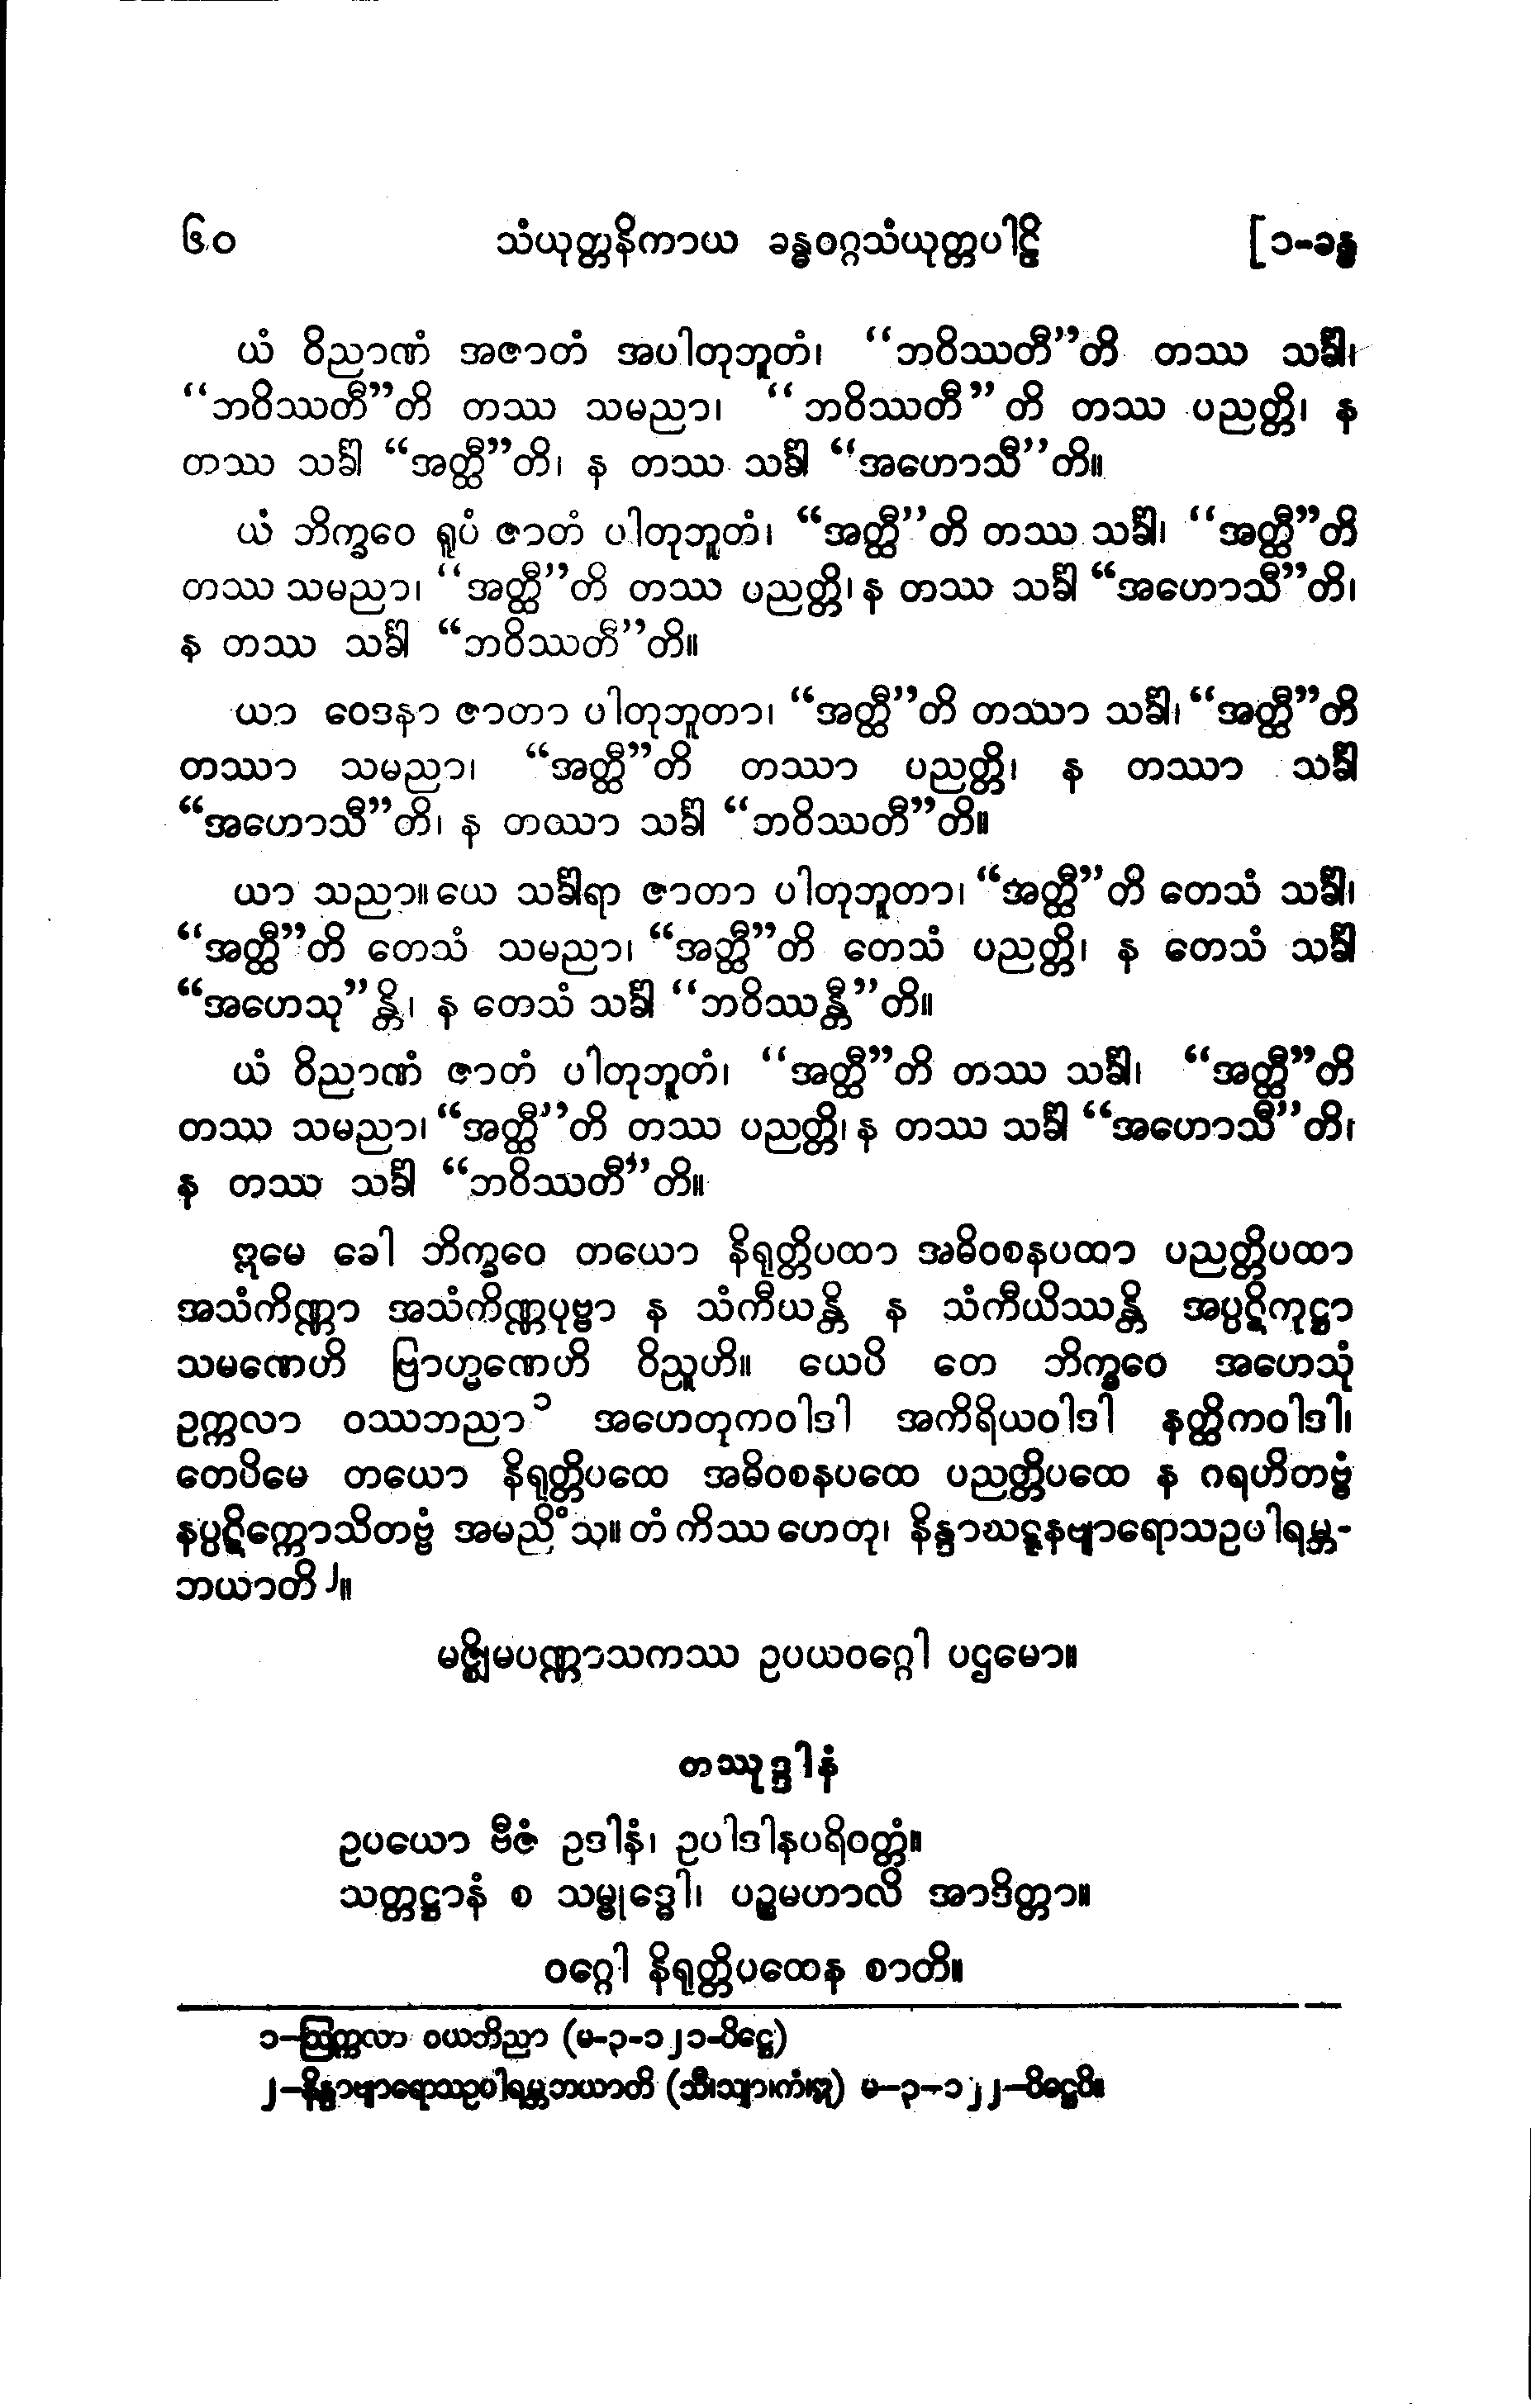 ၆၀ သံယုတ္တနိကာယ ခန္ဓဝဂ္ဂသံယုတ္တပါဠိ [၁-ခန္ဓ
ယံ ဝိညာဏံ အဇာတံ အပါတုဘူတံ၊ “ဘဝိဿတီ”တိ တဿ သင်္ခါ၊
“ဘဝိဿတီ”တိ တဿ သမညာ၊ “ဘဝိဿတီ”တိ တဿ ပညတ္တိ၊ န
တဿ သင်္ခါ “အတ္ထီ”တိ၊ န တဿ သင်္ခါ “အဟောသီ”တိ။
ယံ ဘိက္ခဝေ ရူပံ ဇာတံ ပါတုဘူတံ၊ “အတ္ထီ”တိ တဿ သင်္ခါ၊ “အတ္ထီ”တိ
တဿ သမညာ၊ “အတ္ထီ”တိ တဿ ပညတ္တိ၊ န တဿ သင်္ခါ “အဟောသီ”တိ၊
န တဿ သင်္ခါ “ဘဝိဿတီ”တိ။
ယာ ဝေဒနာ ဇာတာ ပါတုဘူတာ၊ “အတ္ထီ”တိ တဿာ သင်္ခါ၊ “အတ္ထီ”တိ
တဿာ သမညာ၊ “အတ္ထီ”တိ တဿာ ပညတ္တိ၊ န တဿာ သင်္ခါ
“အဟောသီ”တိ၊ န တဿာ သင်္ခါ “ဘဝိဿတီ”တိ။
ယာ သညာ။ ယေ သင်္ခါရာ ဇာတာ ပါတုဘူတာ၊ “အတ္ထီ”တိ တေသံ သင်္ခါ၊
“အတ္ထီ”တိ တေသံ သမညာ၊ “အတ္ထီ”တိ တေသံ ပညတ္တိ၊ န တေသံ သင်္ခါ
“အဟေသု”န္တိ၊ န တေသံ သင်္ခါ “ဘဝိဿန္တီ”တိ။
ယံ ဝိညာဏံ ဇာတံ ပါတုဘူတံ၊ “အတ္ထီ”တိ တဿ သင်္ခါ၊ “အတ္ထီ”တိ
တဿ သမညာ၊ “အတ္ထီ”တိ တဿ ပညတ္တိ၊ န တဿ သင်္ခါ “အဟောသီ”တိ၊
န တဿ သင်္ခါ “ဘဝိဿတီ”တိ။
ဣမေ ခေါ ဘိက္ခဝေ တယော နိရုတ္တိပထာ အဓိဝစနပထာ ပညတ္တိပထာ
အသံကိဏ္ဏာ အသံကိဏ္ဏပုဗ္ဗာ န သံကီယန္တိ န သံကီယိဿန္တိ အပ္ပဋိကုဋ္ဌာ
သမဏေဟိ ဗြာဟ္မဏေဟိ ဝိညူဟိ။ ယေပိ တေ ဘိက္ခဝေ အဟေသုံ
ဥက္ကလာ ဝဿဘညာ၁ အဟေတုကဝါဒါ အကိရိယဝါဒါ နတ္ထိကဝါဒါ၊
တေပိမေ တယော နိရုတ္တိပထေ အဓိဝစနပထေ ပညတ္တိပထေ န ဂရဟိတဗ္ဗံ
နပ္ပဋိက္ကောသိတဗ္ဗံ အမညိံသု။ တံ ကိဿ ဟေတု၊ နိန္ဒာဃဋ္ဋနဗျာရောသဥပါရမ္ဘ-
ဘယာတိ၂။
မဇ္ဈိမပဏ္ဏာသကဿ ဥပယဝဂ္ဂေါ ပဌမော။
တဿုဒ္ဒါနံ
ဥပယော ဗီဇံ ဥဒါနံ၊ ဥပါဒါနပရိဝတ္တံ။
သတ္တဋ္ဌာနံ စ သမ္ဗုဒ္ဓေါ၊ ပဉ္စမဟာလိ အာဒိတ္တာ။
ဝဂ္ဂေါ နိရုတ္တိပထေန စာတိ။
၁-ဩက္ကလာ ဝယဘိညာ (မ-၃-၁၂၁-ပိဋ္ဌေ)
၂-နိန္ဒာဗျာရောသဥပါရမ္ဘဘယာတိ (သီ၊သျာ၊ကံ၊ဣ) မ-၃-၁၂၂-ပိဋ္ဌေပိ။